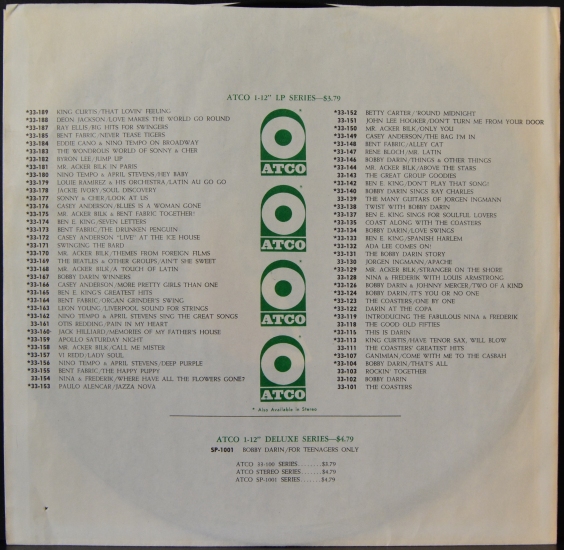 ATCO 1-12" LP SERIES—$3.79
*33-189 KING CURTIS/THAT LOVIN' FEELING
*33-188 DEON JACKSON/LOVE MAKES THE WORLD GO ROUND
*33-187 RAY ELLIS/BIG HITS FOR SWINGERS
*33-185 BENT FABRIC/NEVER TEASE TIGERS
*33-184 EDDIE CANO & NINO TEMPO ON BROADWAY
*33-183 THE WONDROUS WORLD OF SONNY & CHER
*33-182 BYRON LEE/JUMP UP
*33-181 MR. ACKER BILK IN PARIS
*33-180 NINO TEMPO & APRIL STEVENS/HEY BABY
*33-179 LOUIE RAMIREZ & HIS ORCHESTRA/LATIN AU GO GO
*33-178 JACKIE IVORY/SOUL DISCOVERY
*33-177 SONNY & CHER/LOOK AT US
*33-176 CASEY ANDERSON/BLUES IS A WOMAN GONE
*33-175 MR. ACKER BILK & BENT FABRIC/TOGETHER!
*33-174 BEN E. KING/SEVEN LETTERS
*33-173 BENT FABRIC/THE DRUNKEN PENGUIN
*33-172 CASEY ANDERSON "LIVE" AT THE ICE HOUSE
*33-171 SWINGING THE BARD
*33-170 MR. ACKER BILK/THEMES FROM FOREIGN FILMS
*33-169 THE BEATLES & OTHER GROUPS/AIN'T SHE SWEET
*33-168 MR. ACKER BILK/A TOUCH OF LATIN
*33-167 BOBBY DARIN WINNERS
*33-166 CASEY ANDERSON/MORE PRETTY GIRLS THAN ONE
*33-165 BEN E. KING'S GREATEST HITS
*33-164 BENT FABRIC/ORGAN GRINDER'S SWING
*33-163 LEON YOUNG/LIVERPOOL SOUND FOR STRINGS
*33-162 NINO TEMPO & APRIL STEVENS SING THE GREAT SONGS
33-161 OTIS REDDING/PAIN IN MY HEART
*33-160 JACK HILLIARD/MEMORIES OF MY FATHER'S HOUSE
*33-159 APOLLO SATURDAY NIGHT
*33-158 MR. ACKER BILK/CALL ME MISTER
*33-157 VI REDD/LADY SOUL
*33-156 NINO TEMPO & APRIL STEVENS/DEEP PURPLE
*33-155 BENT FABRIC/THE HAPPY PUPPY
33-154 NINA & FREDERIK/WHERE HAVE ALL THE FLOWERS GONE?
*33-153 PAULO ALENCAR/JAZZA NOVA
ATCO
ATCO
ATCO
ATCO
* Also Available in Stereo
*33-152 BETTY CARTER/'ROUND MIDNIGHT
33-151 JOHN LEE HOOKER/DON'T TURN ME FROM YOUR DOOR
*33-150 MR. ACKER BILK/ONLY YOU
*33-149 CASEY ANDERSON/THE BAG I'M IN
*33-148 BENT FABRIC/ALLEY CAT
*33-147 RENE BLOCH/MR. LATIN
*33-146 BOBBY DARIN/THINGS & OTHER THINGS
*33-144 MR. ACKER BILK/ABOVE THE STARS
33-143 THE GREAT GROUP GOODIES
*33-142 BEN E. KING/DON'T PLAY THAT SONG!
*33-140 BOBBY DARIN SINGS RAY CHARLES
33-139 THE MANY GUITARS OF JORGEN INGMANN
*33-138 TWIST WITH BOBBY DARIN
*33-137 BEN E. KING SINGS FOR SOULFUL LOVERS
*33-135 COAST ALONG WITH THE COASTERS
*33-134 BOBBY DARIN/LOVE SWINGS
*33-133 BEN E. KING/SPANISH HARLEM
*33-132 ADA LEE COMES ON!
33-131 THE BOBBY DARIN STORY
33-130 JORGEN INGMANN/APACHE
*33-129 MR. ACKER BILK/STRANGER ON THE SHORE
*33-128 NINA & FREDERIK WITH LOUIS ARMSTRONG
*33-126 BOBBY DARIN & JOHNNY MERCER/TWO OF A KIND
*33-124 BOBBY DARIN/IT'S YOU OR NO ONE
*33-123 THE COASTERS/ONE BY ONE
*33-122 DARIN AT THE COPA
*33-119 INTRODUCING THE FABULOUS NINA & FREDERIK
33-118 THE GOOD OLD FIFTIES
*33-115 THIS IS DARIN
*33-113 KING CURTIS/HAVE TENOR SAX, WILL BLOW
33-111 THE COASTERS' GREATEST HITS
*33-107 GANIMIAN/COME WITH ME TO THE CASBAH
*33-104 BOBBY DARIN/THAT'S ALL
33-103 ROCKIN' TOGETHER
33-102 BOBBY DARIN
33-101 THE COASTERS
ATCO 1-12" DELUXE SERIES—$4.79
SP-1001 BOBBY DARIN/FOR TEENAGERS ONLY
ATCO 33-100 SERIES.......$3.79
ATCO STEREO SERIES.......$4.79
ATCO SP-1001 SERIES......$4.79